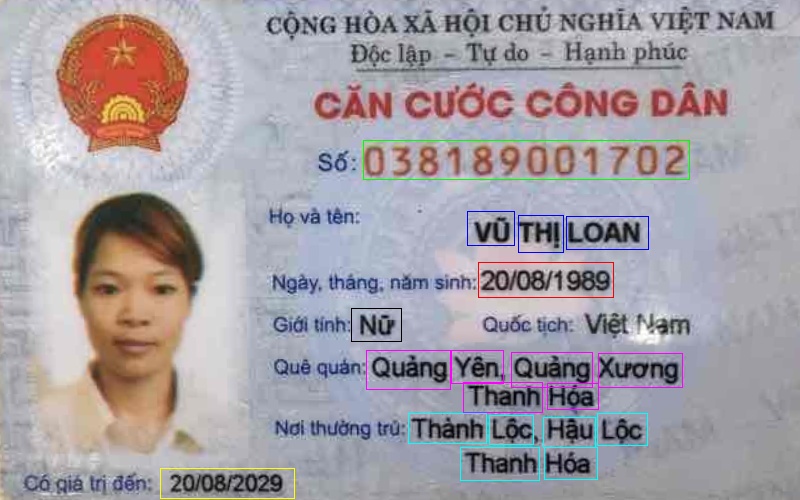 CỘNG HÒA XÃ HỘI CHỦ NGHĨA VIỆT NAM
Độc lập - Tự do - Hạnh phúc
CĂN CƯỚC CÔNG DÂN
Số: 038189001702
Họ và tên:
VŨ THỊ LOAN
Ngày, tháng, năm sinh: 20/08/1989
Giới tính: Nữ Quốc tịch: Việt Nam
Quê quán: Quảng Yên, Quảng Xương
Thanh Hóa
Nơi thường trú: Thành Lộc, Hậu Lộc
Thanh Hóa
Có giá trị đến: 20/08/2029